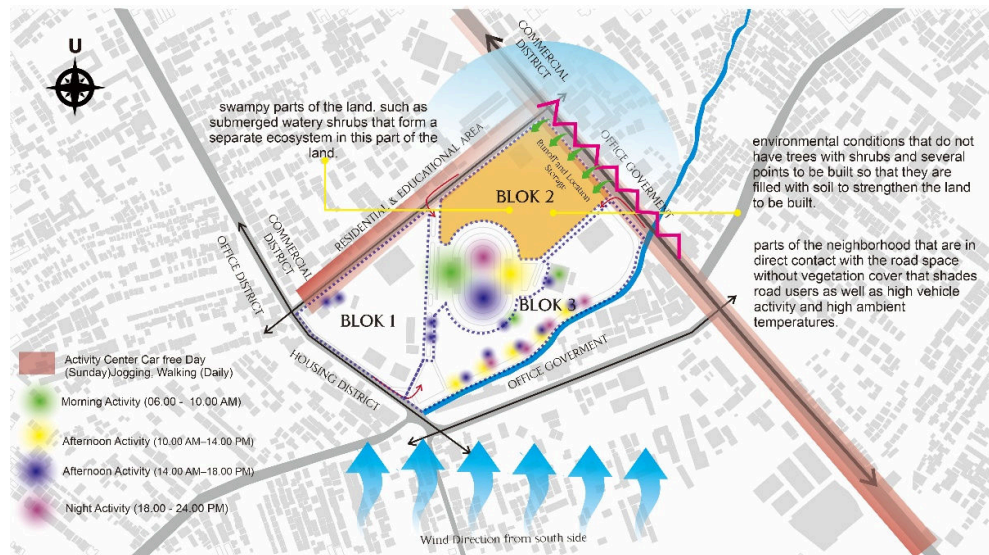 U
COMMERCIAL
DISTRICT
swampy parts of the land. such as
submerged watery shrubs that form a
separate ecosystem in this part of the
land
RESIDENTIAL & EDUCATIONAL AREA
OFFICE GOVERMENT
Runoff and Location
Storage
BLOK 2
environmental conditions that do not
have trees with shrubs and several
points to be built so that they are
filled with soil to strengthen the land
to be built.
parts of the neighborhood that are in
direct contact with the road space
without vegetation cover that shades
road users as well as high vehicle
activity and high ambient
temperatures.
COMMERCIAL
DISTRICT
OFFICE DISTRICT
BLOK 1
BLOK 3
HOUSING DISTRICT
OFFICE GOVERMENT
Activity Center Car free Day
(Sunday)Jogging, Walking (Daily)
Morning Activity (06.00 - 10.00 AM)
Afternoon Activity (10.00 AM–14.00 PM)
Afternoon Activity (14.00 AM–18.00 PM)
Night Activity (18.00 - 24.00 PM)
Wind Direction from south side